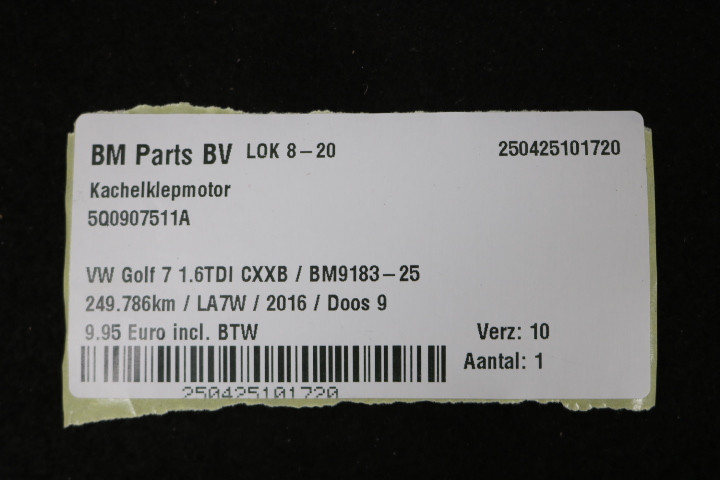 BM Parts BV LOK 8-20 250425101720
Kachelklepmotor
5Q0907511A
VW Golf 7 1.6TDI CXXB / BM9183-25
249.786km / LA7W / 2016 / Doos 9
9.95 Euro incl. BTW Verz: 10
Aantal: 1
250425101720